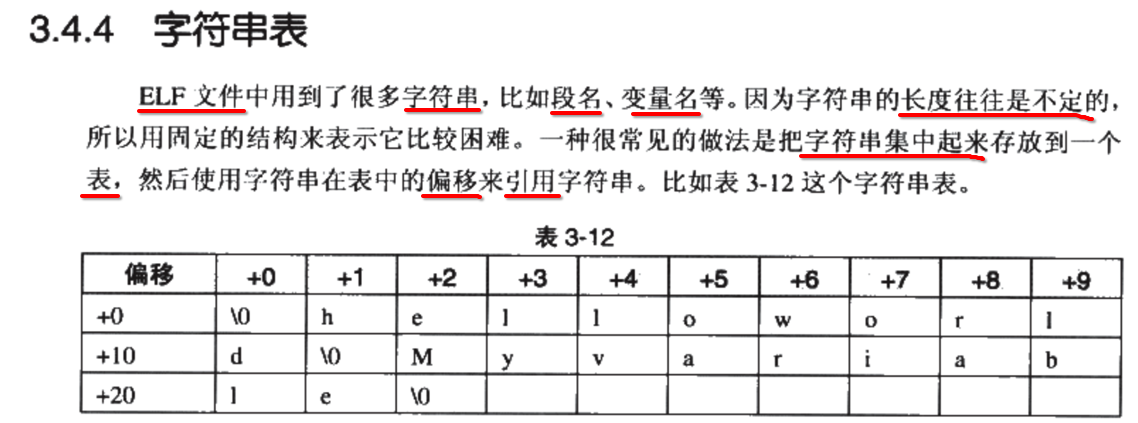 3.4.4 字符串表
ELF 文件中用到了很多字符串，比如段名、变量名等。因为字符串的长度往往是不定的，
所以用固定的结构来表示它比较困难。一种很常见的做法是把字符串集中起来存放到一个
表，然后使用字符串在表中的偏移来引用字符串。比如表 3-12 这个字符串表。
表 3-12
偏移 +0 +1 +2 +3 +4 +5 +6 +7 +8 +9
+0 \0 h e l l o w o r l
+10 d \0 M y v a r i a b
+20 l e \0